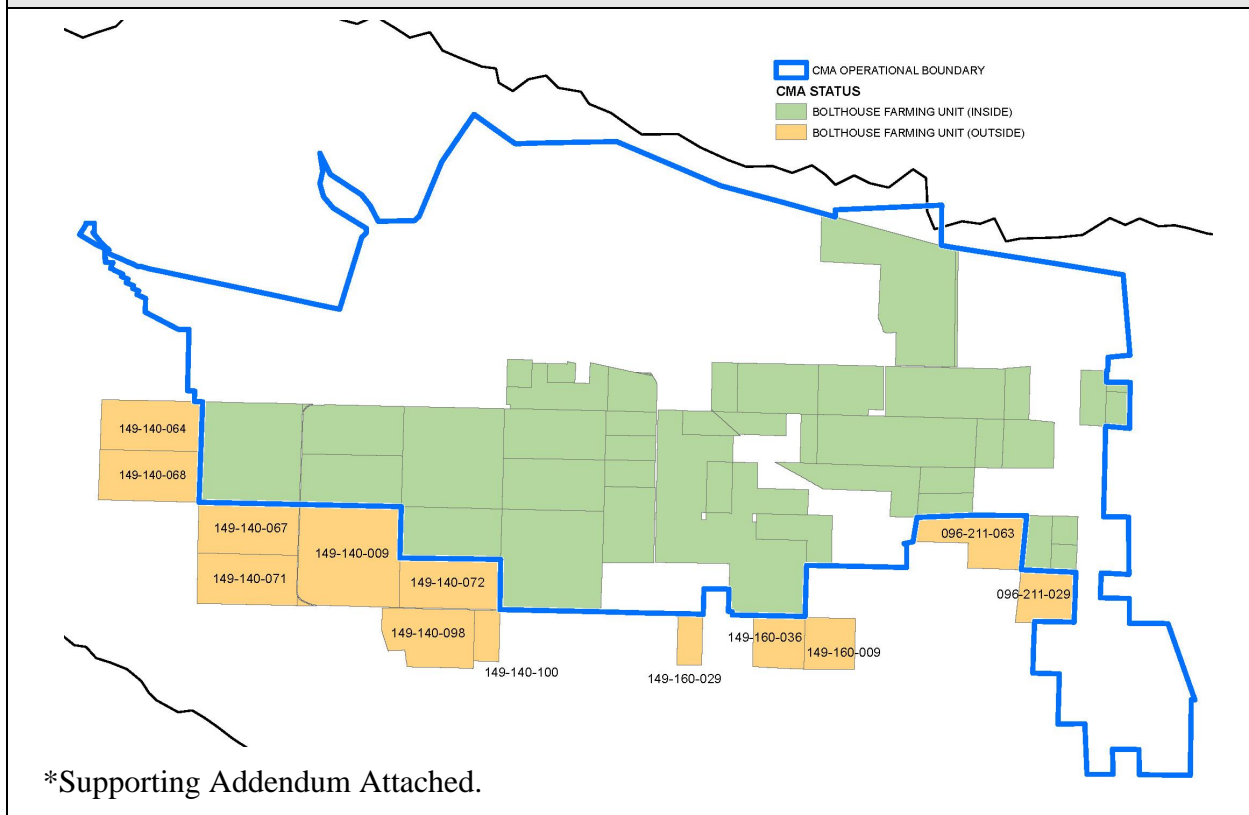 CMA OPERATIONAL BOUNDARY
CMA STATUS
BOLTHOUSE FARMING UNIT (INSIDE)
BOLTHOUSE FARMING UNIT (OUTSIDE)
149-140-064
149-140-068
149-140-067
149-140-009
096-211-063
149-140-071
149-140-072
096-211-029
149-140-098
149-160-036
149-160-009
149-140-100
149-160-029
*Supporting Addendum Attached.